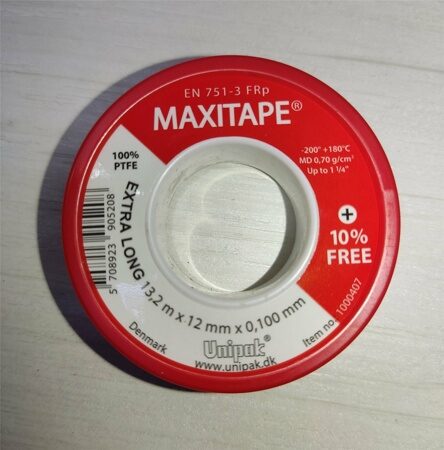 EN 751-3 FRp
MAXITAPE®
100%
PTFE
-200° +180°C
MD 0,70 g/cm³
Up to 1 1/4"
+
10%
FREE
EXTRA LONG 13,2 m x 12 mm x 0,100 mm
5 708923 905288
Denmark
Unipak®
www.unipak.dk
Item no. 1000407